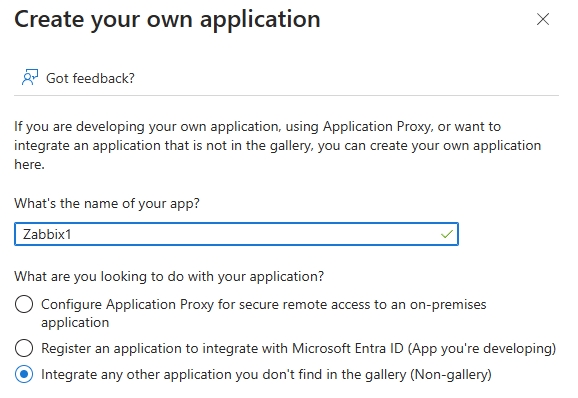 Create your own application
Got feedback?
If you are developing your own application, using Application Proxy, or want to
integrate an application that is not in the gallery, you can create your own application
here.
What's the name of your app?
Zabbix1
What are you looking to do with your application?
Configure Application Proxy for secure remote access to an on-premises
application
Register an application to integrate with Microsoft Entra ID (App you're developing)
Integrate any other application you don't find in the gallery (Non-gallery)